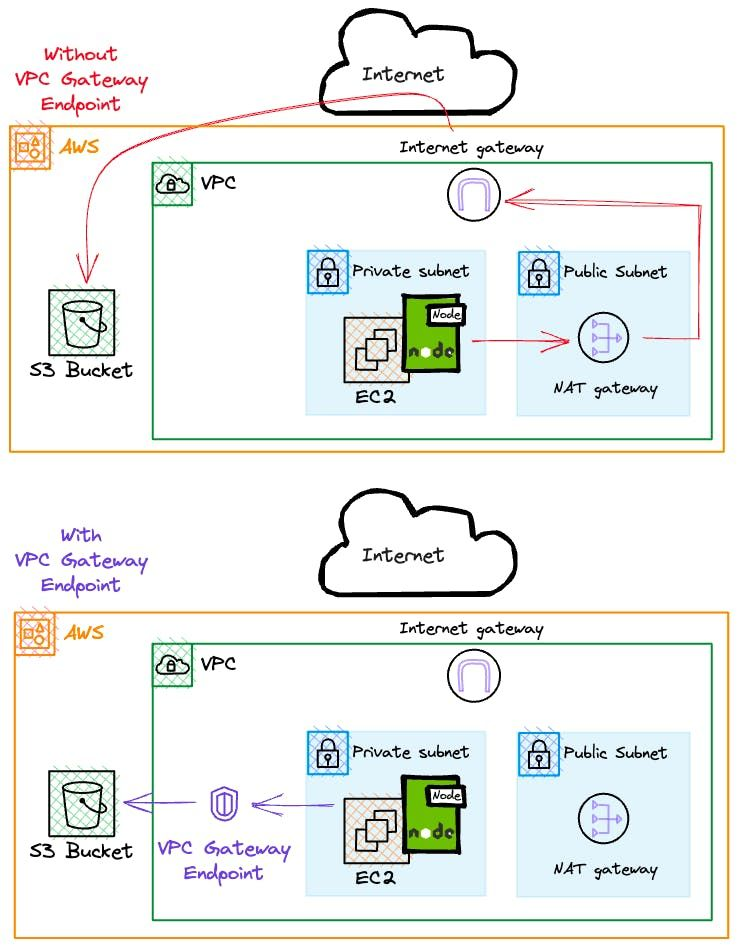 Without
VPC Gateway
Endpoint
Internet
AWS
Internet gateway
VPC
Private subnet
Public Subnet
Node
node
S3 Bucket
EC2
NAT gateway
With
VPC Gateway
Endpoint
Internet
AWS
Internet gateway
VPC
Private subnet
Public Subnet
Node
node
S3 Bucket
VPC Gateway
Endpoint
EC2
NAT gateway